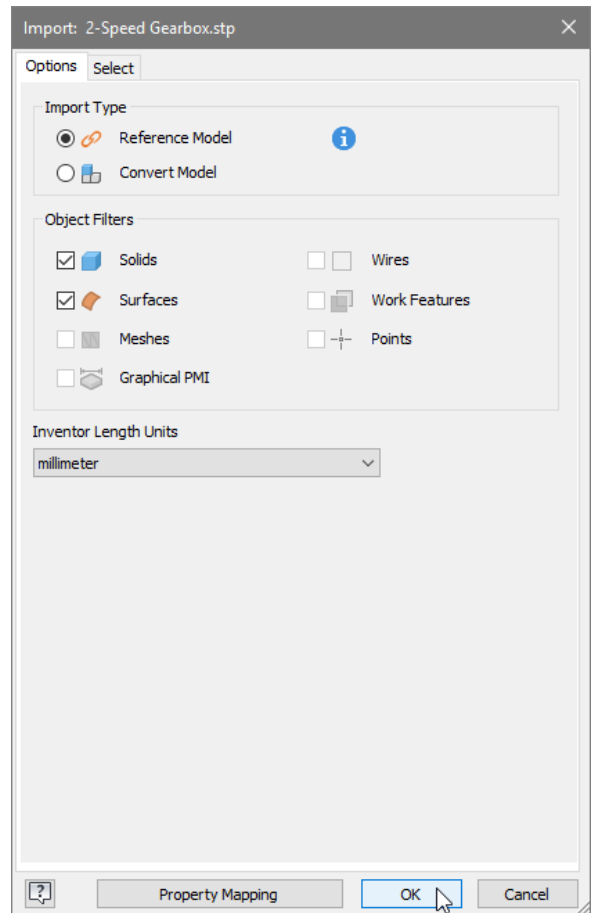 Import: 2-Speed Gearbox.stp
Options Select
Import Type
Reference Model
Convert Model
Object Filters
Solids Wires
Surfaces Work Features
Meshes Points
Graphical PMI
Inventor Length Units
millimeter
Property Mapping OK Cancel